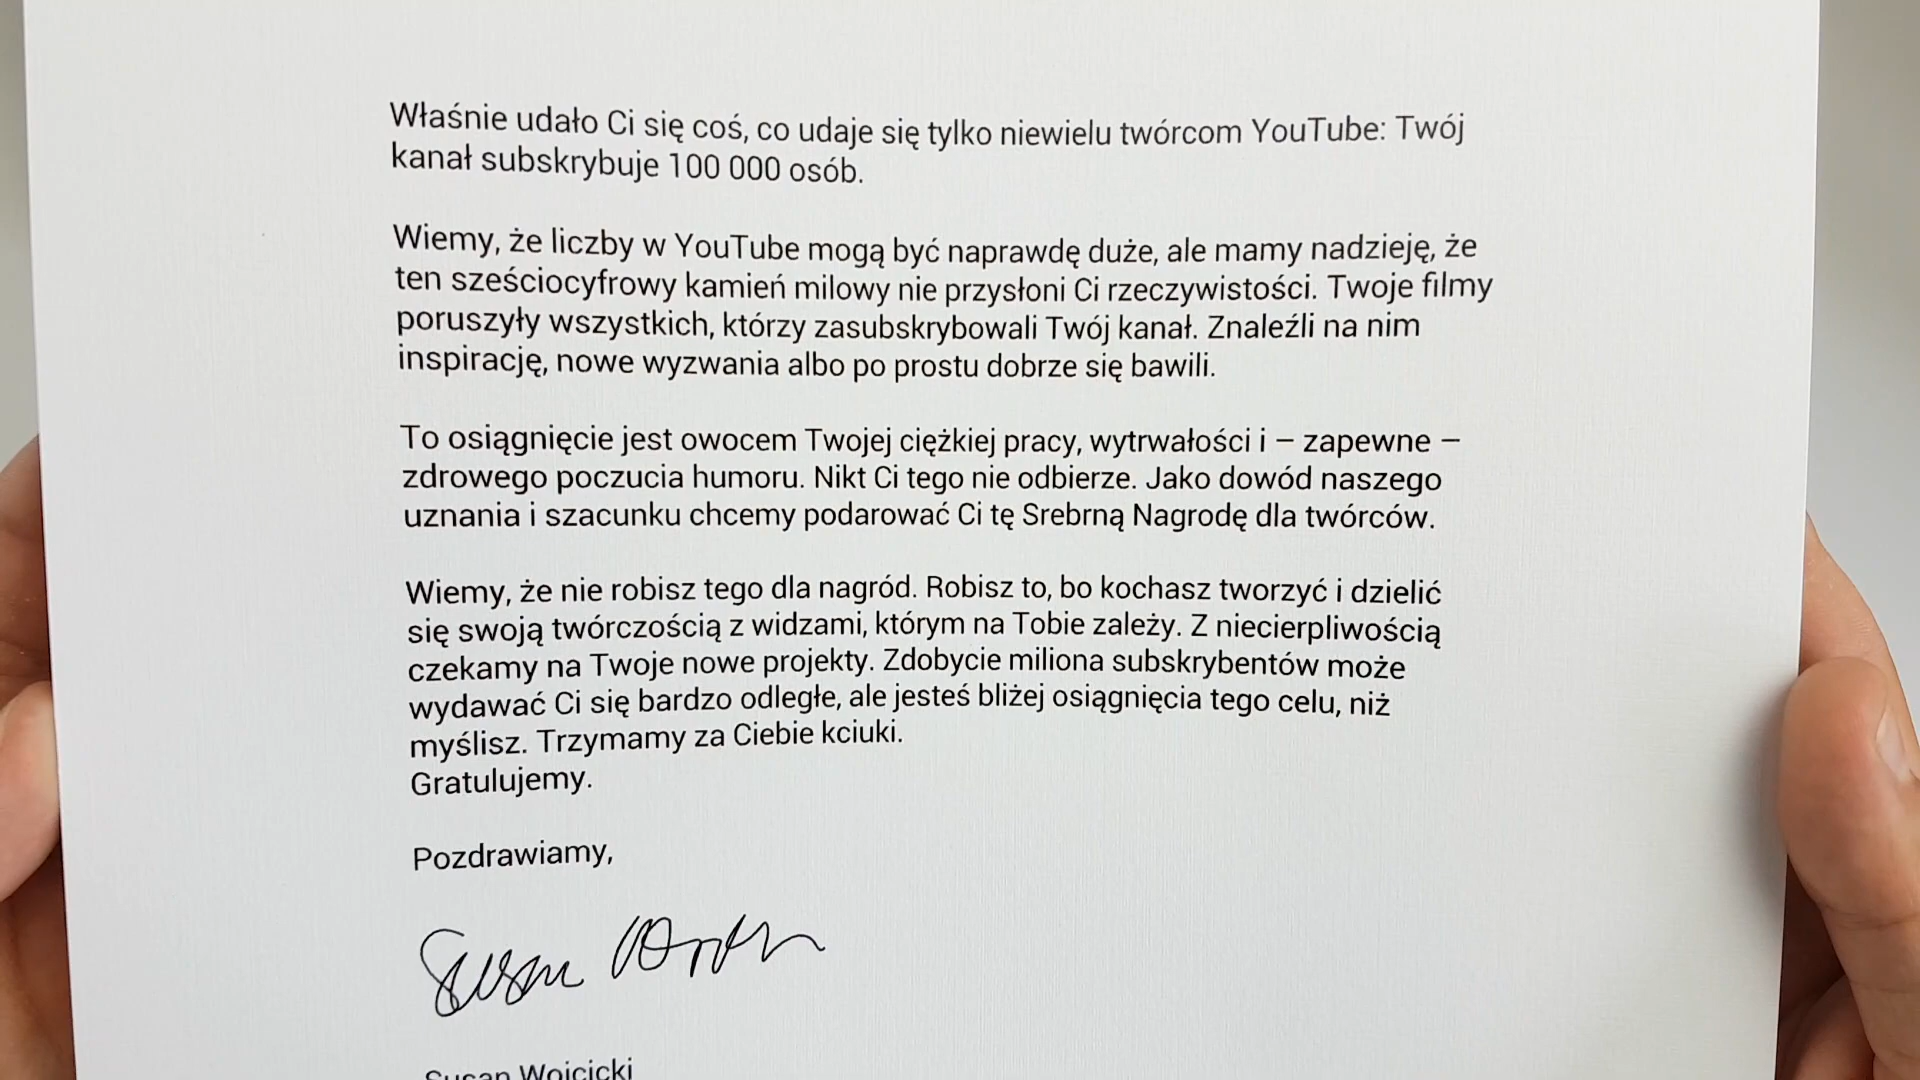 Właśnie udało Ci się coś, co udaje się tylko niewielu twórcom YouTube: Twój
kanał subskrybuje 100 000 osób.
Wiemy, że liczby w YouTube mogą być naprawdę duże, ale mamy nadzieję, że
ten sześciocyfrowy kamień milowy nie przysłoni Ci rzeczywistości. Twoje filmy
poruszyły wszystkich, którzy zasubskrybowali Twój kanał. Znaleźli na nim
inspirację, nowe wyzwania albo po prostu dobrze się bawili.
To osiągnięcie jest owocem Twojej ciężkiej pracy, wytrwałości i – zapewne –
zdrowego poczucia humoru. Nikt Ci tego nie odbierze. Jako dowód naszego
uznania i szacunku chcemy podarować Ci tę Srebrną Nagrodę dla twórców.
Wiemy, że nie robisz tego dla nagród. Robisz to, bo kochasz tworzyć i dzielić
się swoją twórczością z widzami, którym na Tobie zależy. Z niecierpliwością
czekamy na Twoje nowe projekty. Zdobycie miliona subskrybentów może
wydawać Ci się bardzo odległe, ale jesteś bliżej osiągnięcia tego celu, niż
myślisz. Trzymamy za Ciebie kciuki.
Gratulujemy.
Pozdrawiamy,
Susan Wojcicki